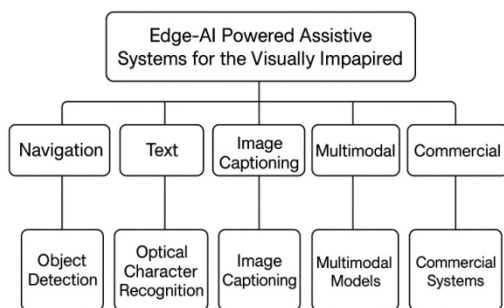 Edge-AI Powered Assistive
Systems for the Visually Impapired
Navigation
Text
Image
Captioning
Multimodal
Commercial
Object
Detection
Optical
Character
Recognition
Image
Captioning
Multimodal
Models
Commercial
Systems